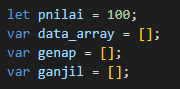 let pnilai = 100;
var data_array = [];
var genap = [];
var ganjil = [];